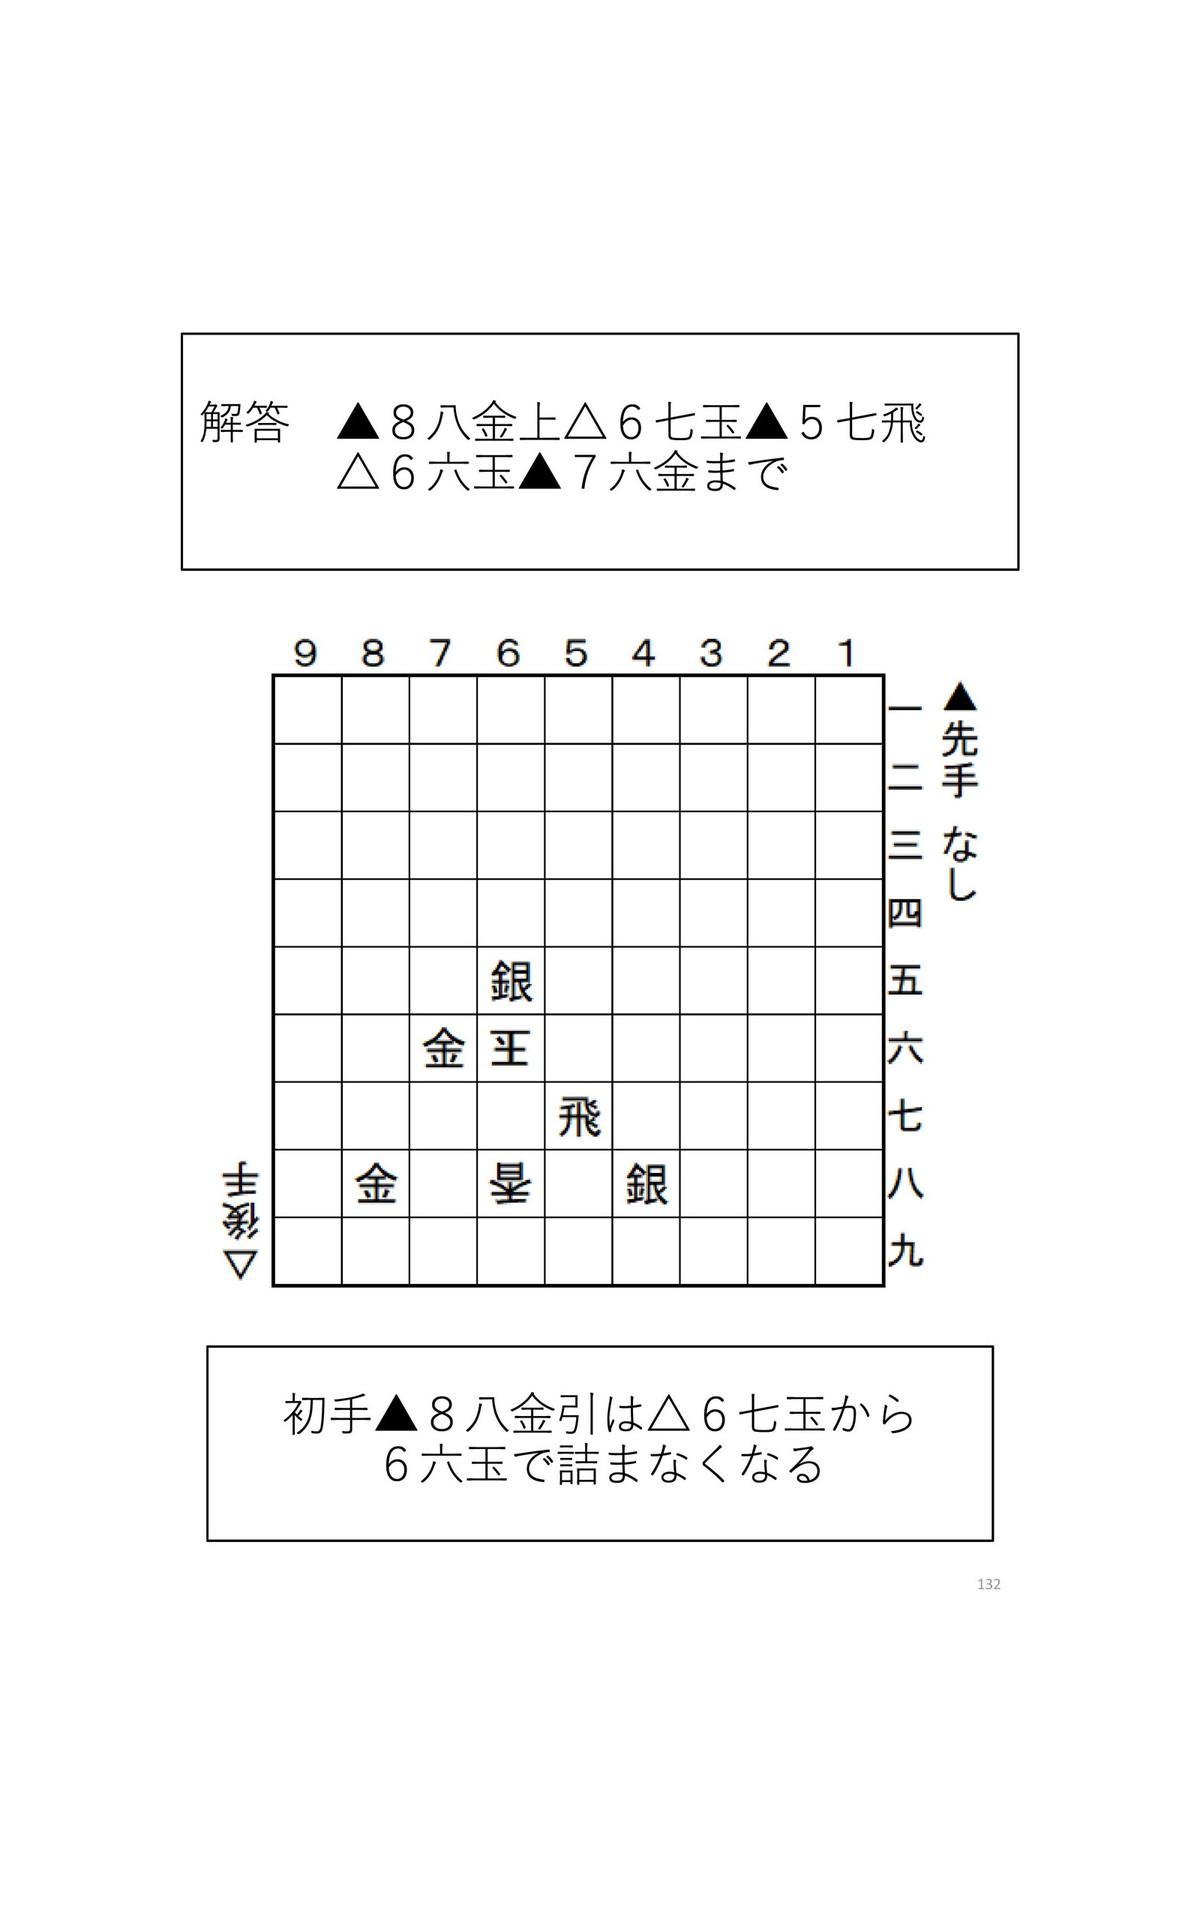 解答　▲８八金上△６七玉▲５七飛
△６六玉▲７六金まで
9 8 7 6 5 4 3 2 1
一
二
三
四
五
六
七
八
九
▲先手 なし
銀
金 玉
飛
金 香 銀
△後手
初手▲８八金引は△６七玉から
６六玉で詰まなくなる
132